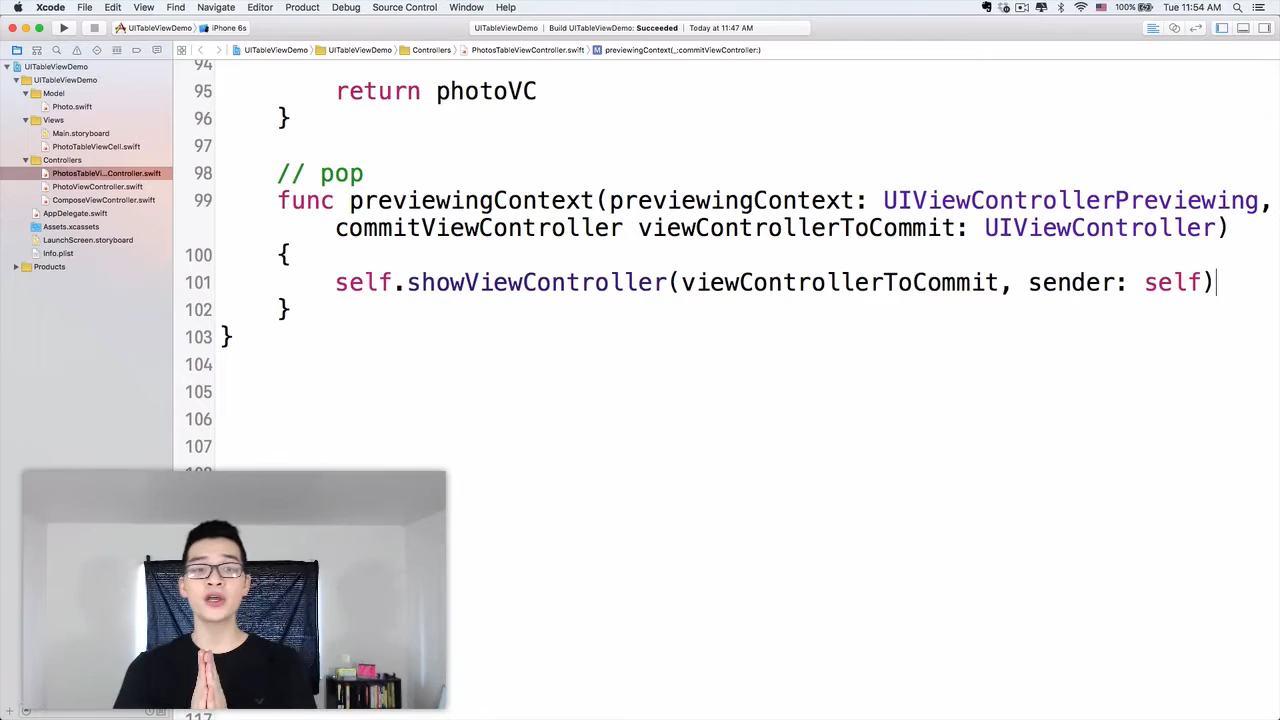 Xcode File Edit View Find Navigate Editor Product Debug Source Control Window Help 100% Tue 11:54 AM
UITableViewDemo iPhone 6s UITableViewDemo Build UITableViewDemo: Succeeded Today at 11:47 AM
UITableViewDemo UITableViewDemo Controllers PhotosTableViewController.swift M previewingContext(_:commitViewController:)
UITableViewDemo
UITableViewDemo
Model
Photo.swift
Views
Main.storyboard
PhotoTableViewCell.swift
Controllers
PhotosTableVi...Controller.swift
PhotoViewController.swift
ComposeViewController.swift
AppDelegate.swift
Assets.xcassets
LaunchScreen.storyboard
Info.plist
Products
94
95 return photoVC
96 }
97
98 // pop
99 func previewingContext(previewingContext: UIViewControllerPreviewing,
commitViewController viewControllerToCommit: UIViewController)
100 {
101 self.showViewController(viewControllerToCommit, sender: self)
102 }
103 }
104
105
106
107
117